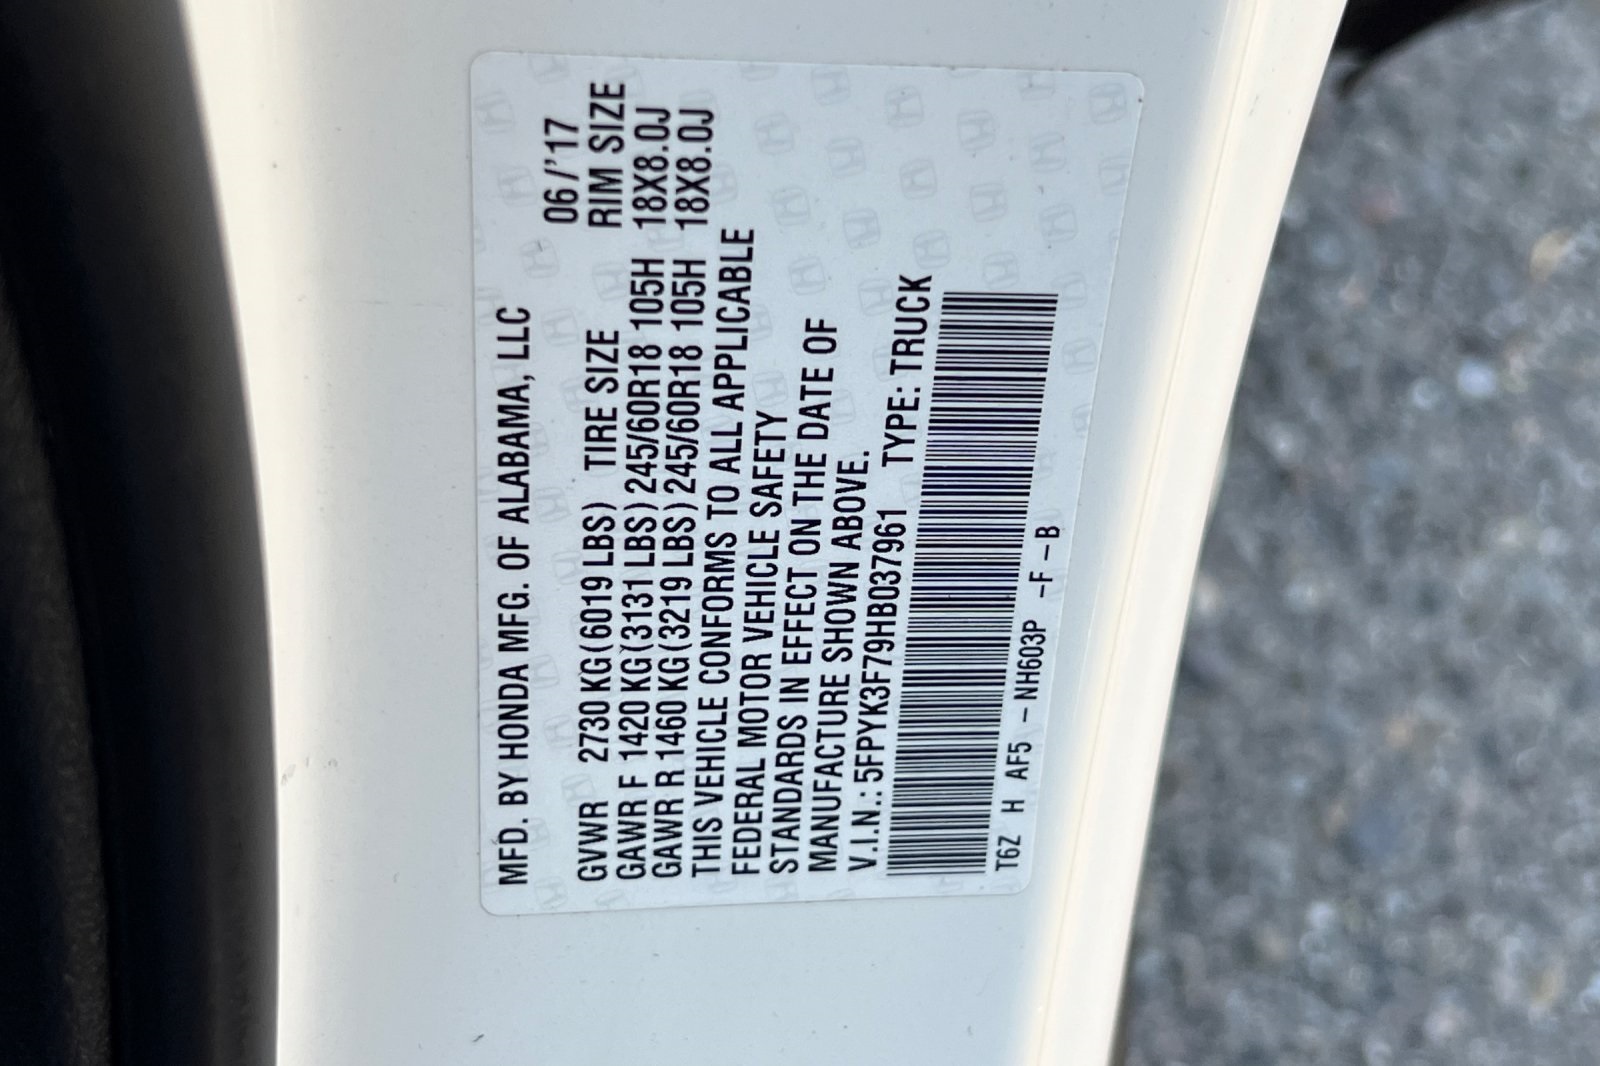 MFD. BY HONDA MFG. OF ALABAMA, LLC 06/'17
GVWR 2730 KG(6019 LBS) TIRE SIZE RIM SIZE
GAWR F 1420 KG(3131 LBS) 245/60R18 105H 18X8.0J
GAWR R 1460 KG(3219 LBS) 245/60R18 105H 18X8.0J
THIS VEHICLE CONFORMS TO ALL APPLICABLE
FEDERAL MOTOR VEHICLE SAFETY
STANDARDS IN EFFECT ON THE DATE OF
MANUFACTURE SHOWN ABOVE.
V.I.N.: 5FPYK3F79HB037961 TYPE: TRUCK
T6Z H AF5 - NH603P -F-B